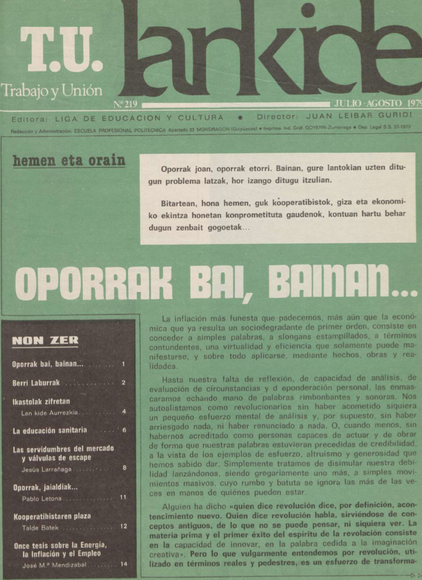 T.U. Lankide
Trabajo y Unión
Nº 219
JULIO-AGOSTO 1979
Editora: LIGA DE EDUCACION Y CULTURA • Director: JUAN LEIBAR GURIDI
Redacción y Administración: ESCUELA PROFESIONAL POLITECNICA
hemen eta orain
Oporrak joan, oporrak etorri. Bainan, gure lantokian uzten ditu-
gun problema latzak, hor izango ditugu itzulian.
Bitartean, hona hemen, guk kooperatibistok, giza eta ekonomi-
ko ekintza honetan konprometituta gaudenok, kontuan hartu behar
dugun zenbait gogoetak...
OPORRAK BAI, BAINAN...
NON ZER
Oporrak bai, bainan... 1
Berri Laburrak 2
Ikastolak zifretan
Lan kide Aurrezkia 4
La educación sanitaria 6
Las servidumbres del mercado
y válvulas de escape
Jesús Larrañaga 8
Oporrak, jaialdiak...
Pablo Letona 11
Kooperatibistaren plaza
Talde Batek 12
Once tesis sobre la Energía,
la Inflación y el Empleo
José M.ª Mendizabal 14
La inflación más funesta que padecemos, más aún que la econó-
mica que ya resulta un sociodegradante de primer orden, consiste en
conceder a simples palabras, a slongans estampillados, a términos
contundentes, una virtualidad y eficiencia que solamente puede ma-
nifestarse, y sobre todo aplicarse, mediante hechos, obras y rea-
lidades.
Hasta nuestra falta de reflexión, de capacidad de análisis, de
evaluación de circunstancias y d eponderación personal, las enmas-
caramos echando mano de palabras rimbonbantes y sonoras. Nos
autoalistamos como revolucionarios sin haber acometido siquiera
un pequeño esfuerzo mental de análisis y, por supuesto, sin haber
arriesgado nada, ni haber renunciado a nada. O, cuando menos, sin
habernos acreditado como personas capaces de actuar y de obrar
de forma que nuestras palabras estuvieran precedidas de credibilidad,
a la vista de los ejemplos de esfuerzo, altruismo y generosidad que
hemos sabido dar. Simplemente tratamos de disimular nuestra debi-
lidad lanzándonos, siendo gregariamente uno más, a simples movi-
mientos masivos, cuyo rumbo y batuta se ignora las más de las ve-
ces en manos de quiénes pueden estar.
Alguien ha dicho «quien dice revolución dice, por definición, acon-
tencimiento nuevo. Quien dice revolución habla, sirviéndose de con-
ceptos antiguos, de lo que no se puede pensar, ni siquiera ver. La
materia prima y el primer éxito del espíritu de la revolución consiste
en la capacidad de innovar, en la palabra cedida a la imaginación
creativa». Pero lo que vulgarmente entendemos por revolución, uti-
lizado en términos reales y pedestres, es un esfuerzo de transforma-